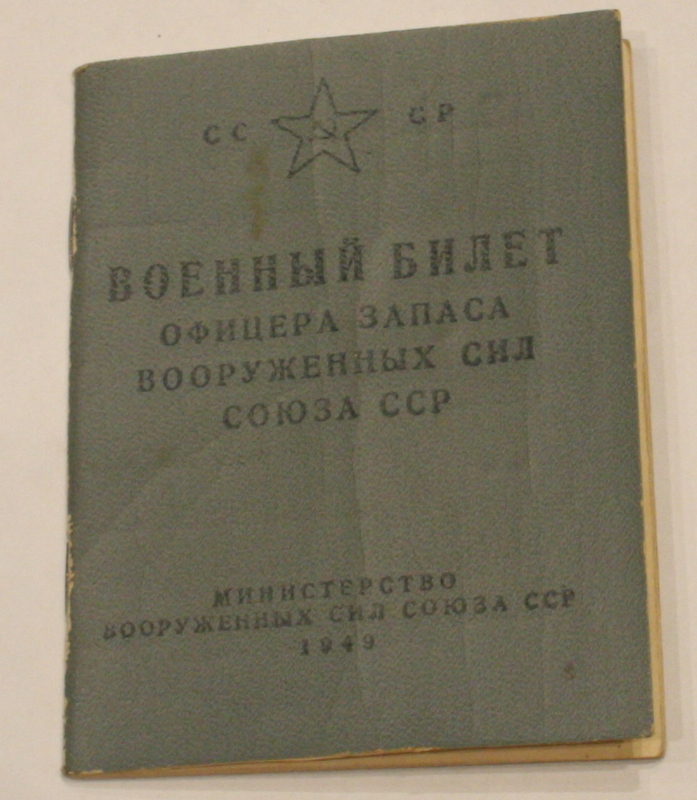 СС СР
ВОЕННЫЙ БИЛЕТ
ОФИЦЕРА ЗАПАСА
ВООРУЖЕННЫХ СИЛ
СОЮЗА ССР
МИНИСТЕРСТВО
ВООРУЖЕННЫХ СИЛ СОЮЗА ССР
1949